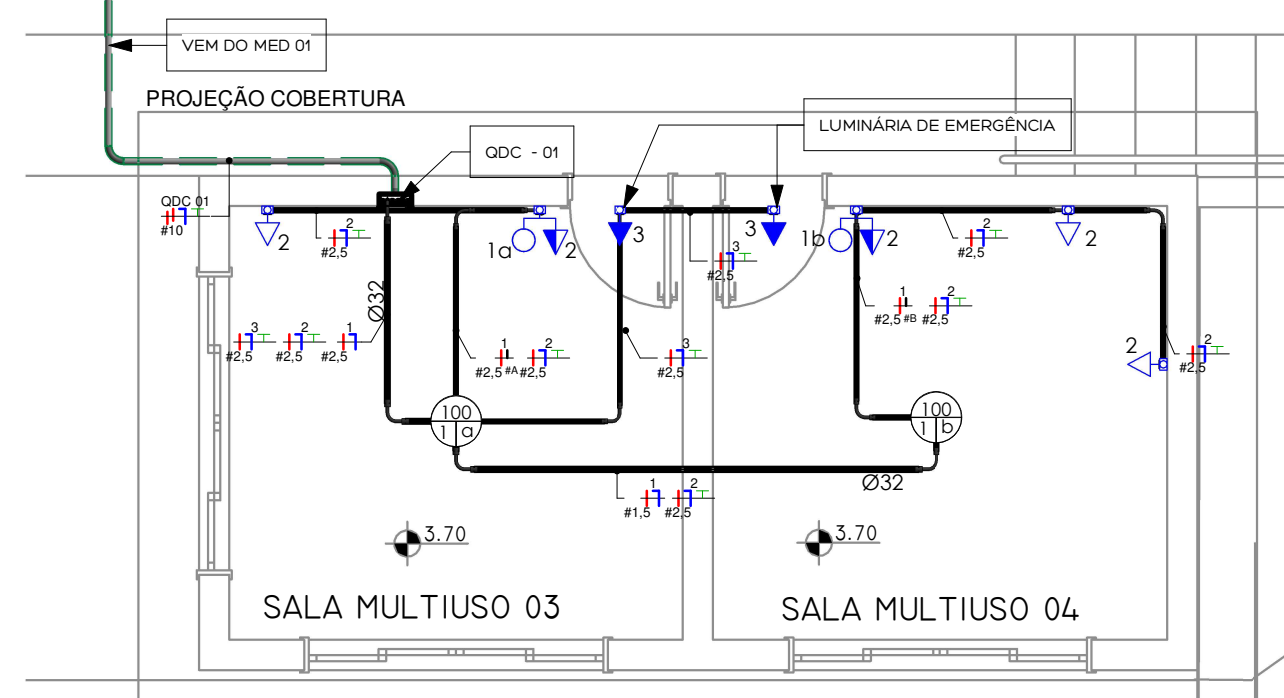 VEM DO MED 01
PROJEÇÃO COBERTURA
LUMINÁRIA DE EMERGÊNCIA
QDC - 01
QDC 01
#10
2
2
#2,5
1a
2
3
3
3
#2,5
1b
2
2
#2,5
2
Ø32
3
#2,5
2
#2,5
1
#2,5
1
#2,5
#A
2
#2,5
3
#2,5
1
#2,5
#B
2
#2,5
2
2
#2,5
100
1
a
100
1
b
Ø32
1
#1,5
2
#2,5
3.70
3.70
SALA MULTIUSO 03
SALA MULTIUSO 04